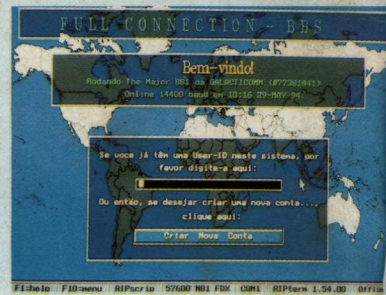 FULL CONNECTION - BBS
Bem-vindo!
Rodando The Major BBS da GALACTICOMM (#77381441)
Online 14400 baud em 10:16 29-MAY-94
Se voce já têm uma User-ID neste sistema, por
favor digite-a aqui:
Ou então, se desejar criar uma nova conta...,
clique aqui:
Criar Nova Conta
F1=help F10=menu RIPscrip 57600 N81 FDX COM1 RIPterm 1.54.00